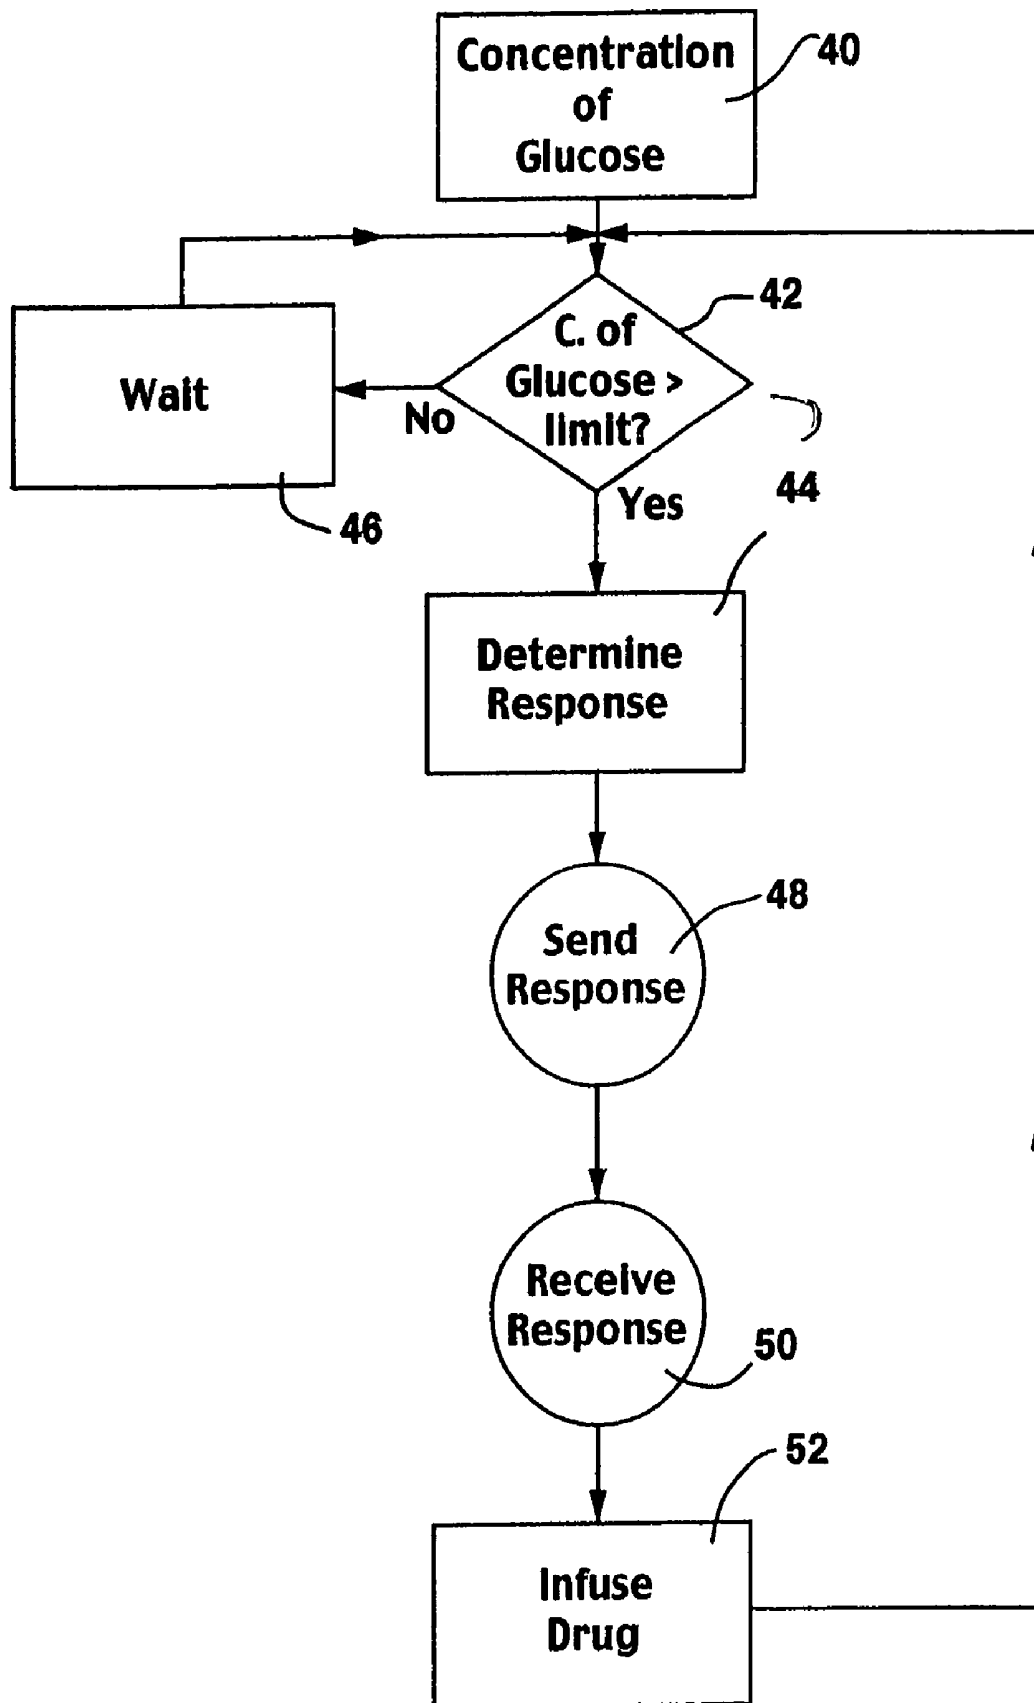 Concentration
of
Glucose
40
42
C. of
Glucose >
limit?
Wait
No
44
Yes
46
Determine
Response
48
Send
Response
Receive
Response
50
52
Infuse
Drug